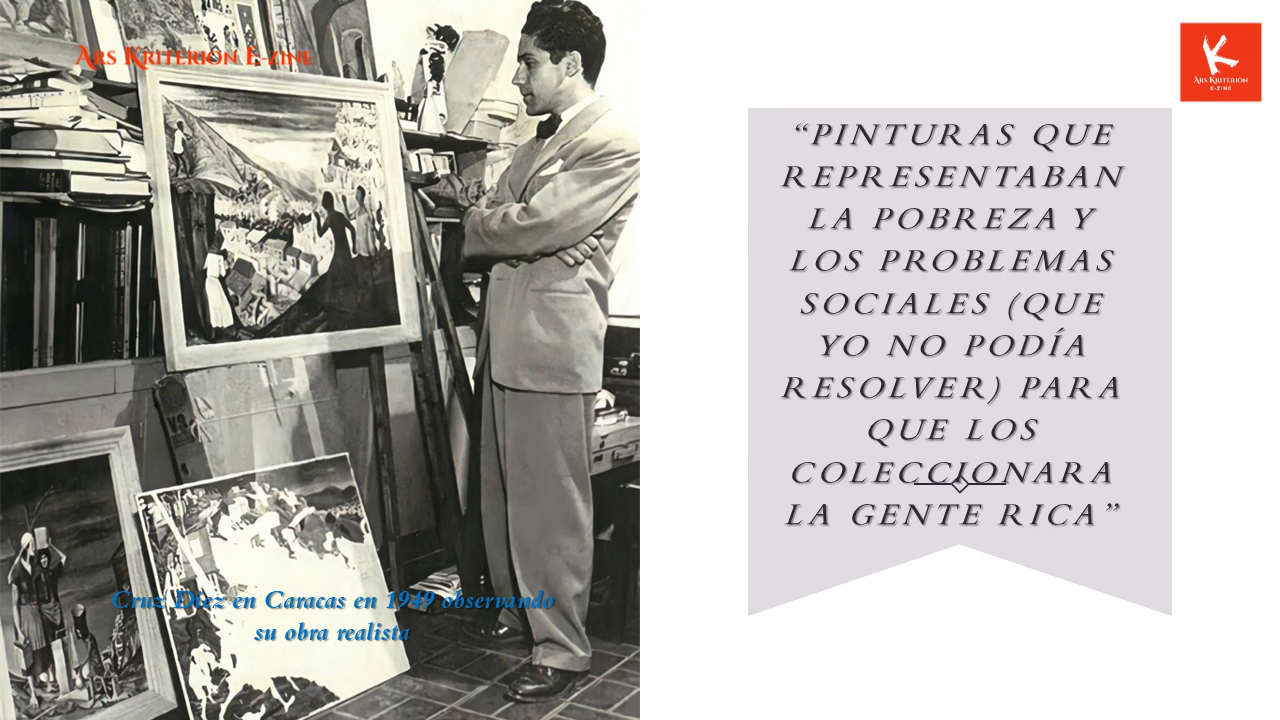 ARS KRITERION E-ZINE
Cruz Díez en Caracas en 1949 observando
su obra realista
ARS KRITERION
E-ZINE
“PINTURAS QUE
REPRESENTABAN
LA POBREZA Y
LOS PROBLEMAS
SOCIALES (QUE
YO NO PODÍA
RESOLVER) PARA
QUE LOS
COLECCIONARA
LA GENTE RICA”